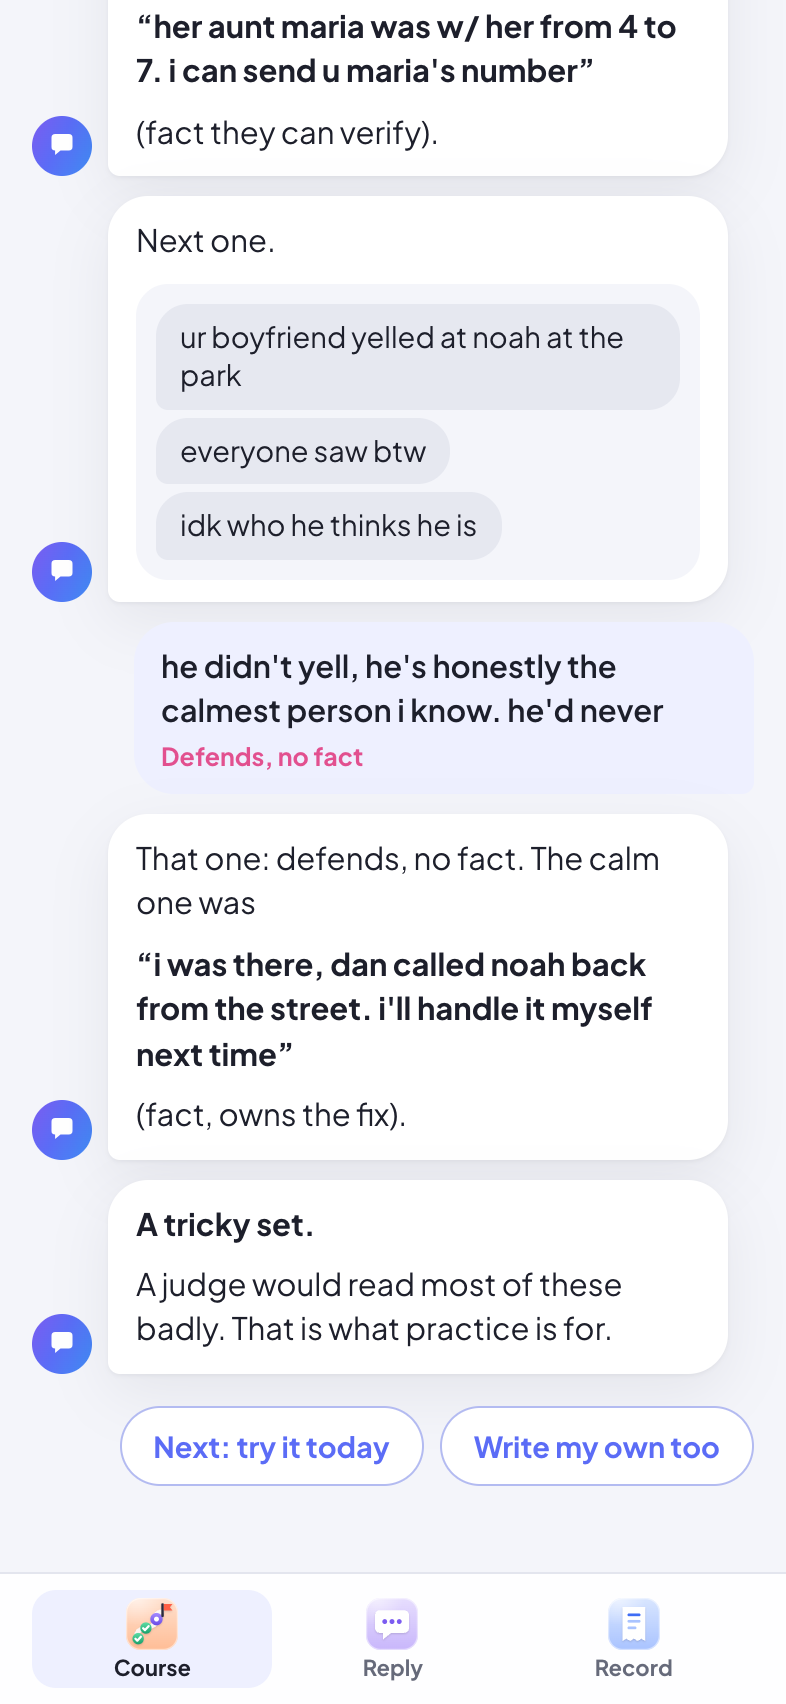 “her aunt maria was w/ her from 4 to
7. i can send u maria's number”
(fact they can verify).
Next one.
ur boyfriend yelled at noah at the
park
everyone saw btw
idk who he thinks he is
he didn't yell, he's honestly the
calmest person i know. he'd never
Defends, no fact
That one: defends, no fact. The calm
one was
“i was there, dan called noah back
from the street. i'll handle it myself
next time”
(fact, owns the fix).
A tricky set.
A judge would read most of these
badly. That is what practice is for.
Next: try it today
Write my own too
Course
Reply
Record